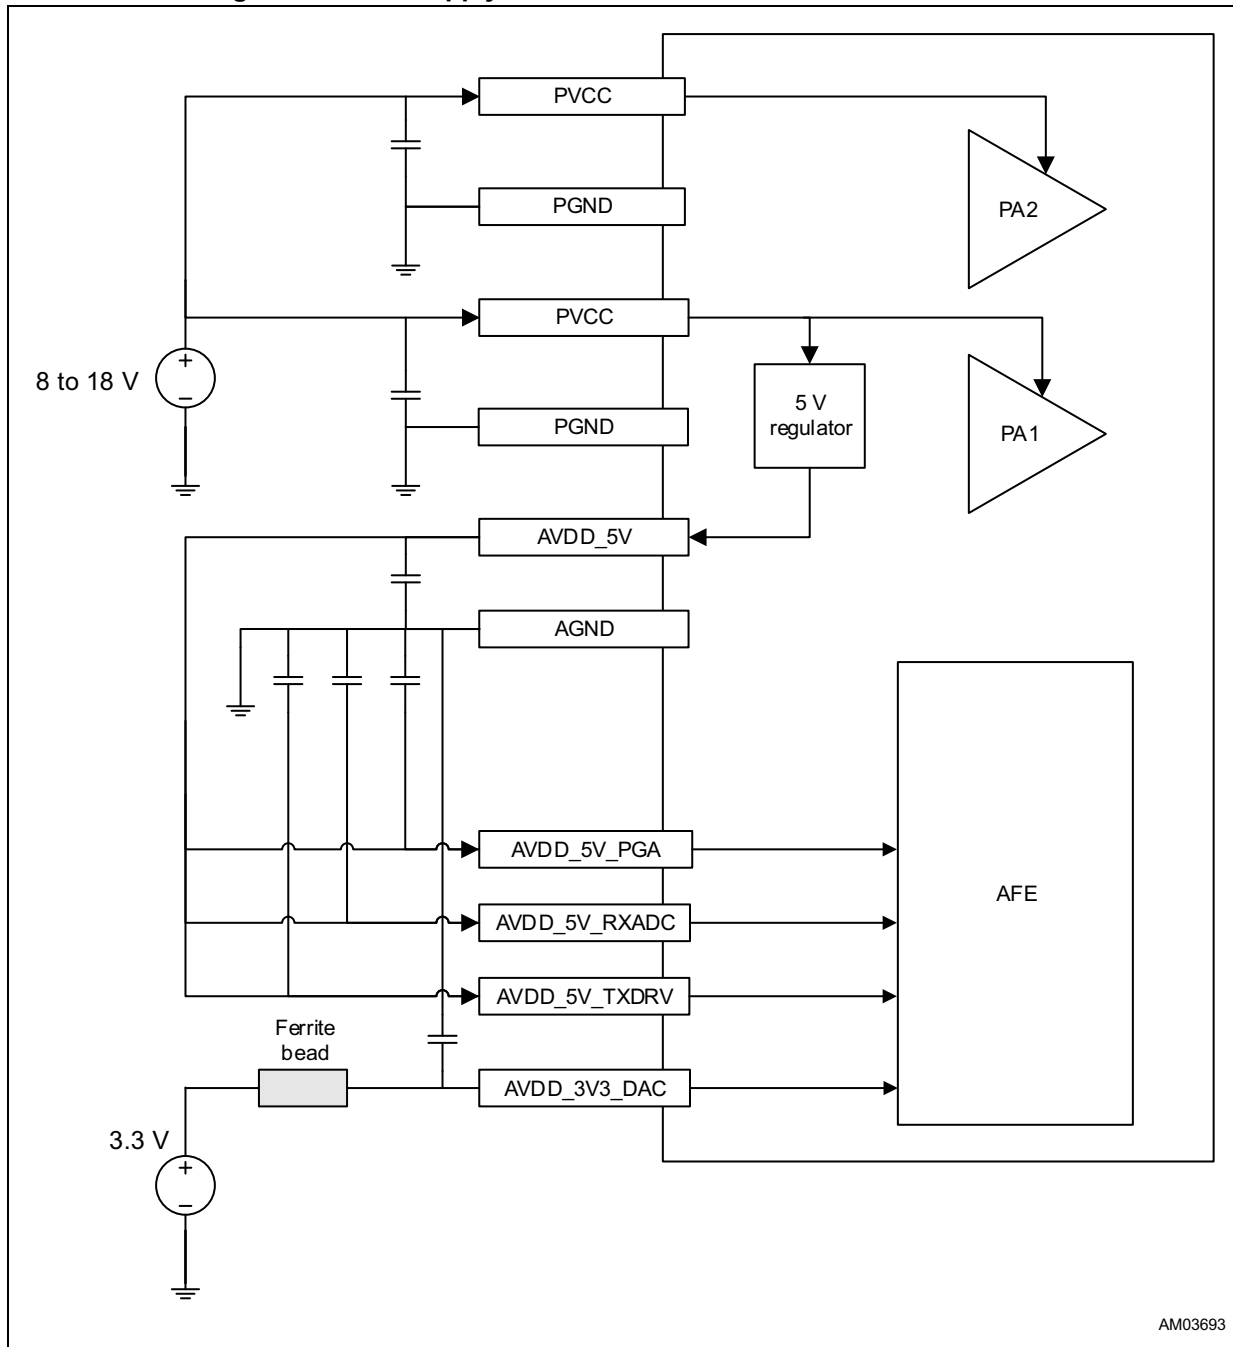 PVCC
PGND
PA2
PVCC
8 to 18 V
+
–
5 V
regulator
PGND
PA1
AVDD_5V
AGND
AVDD_5V_PGA
AFE
AVDD_5V_RXADC
AVDD_5V_TXDRV
Ferrite
bead
AVDD_3V3_DAC
3.3 V
+
–
AM03693